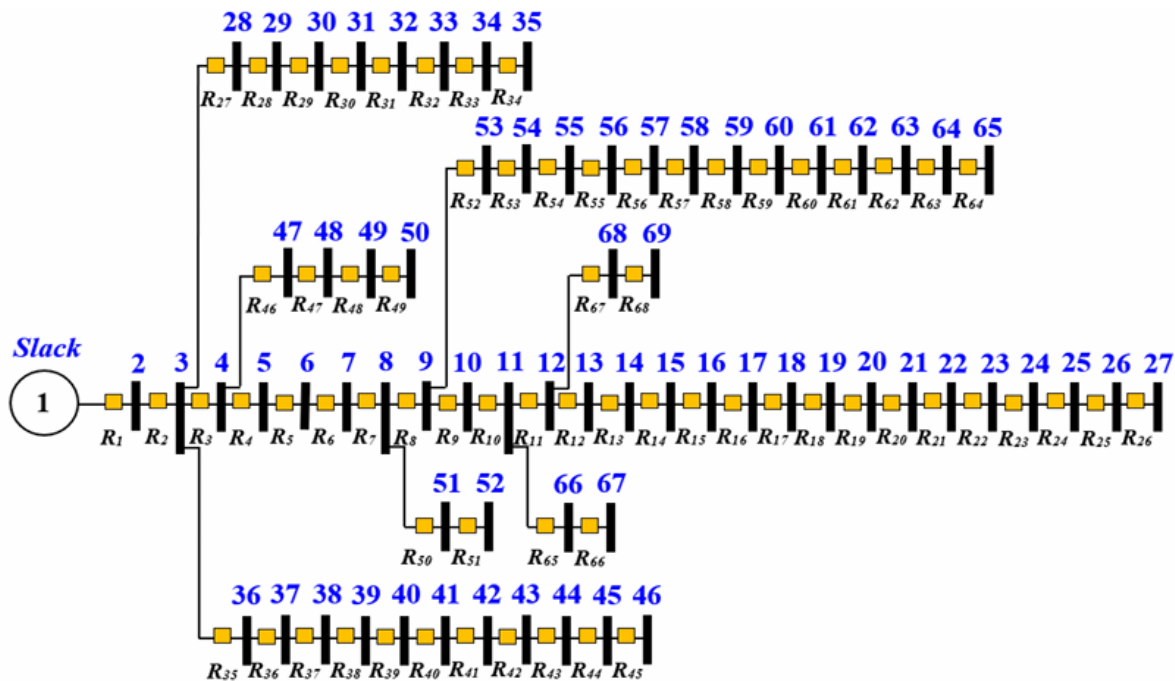 28 29 30 31 32 33 34 35
R27 R28 R29 R30 R31 R32 R33 R34
53 54 55 56 57 58 59 60 61 62 63 64 65
R52 R53 R54 R55 R56 R57 R58 R59 R60 R61 R62 R63 R64
47 48 49 50
R46 R47 R48 R49
68 69
R67 R68
Slack
2 3 4 5 6 7 8 9 10 11 12 13 14 15 16 17 18 19 20 21 22 23 24 25 26 27
1
R1 R2 R3 R4 R5 R6 R7 R8 R9 R10 R11 R12 R13 R14 R15 R16 R17 R18 R19 R20 R21 R22 R23 R24 R25 R26
51 52
R50 R51
66 67
R65 R66
36 37 38 39 40 41 42 43 44 45 46
R35 R36 R37 R38 R39 R40 R41 R42 R43 R44 R45